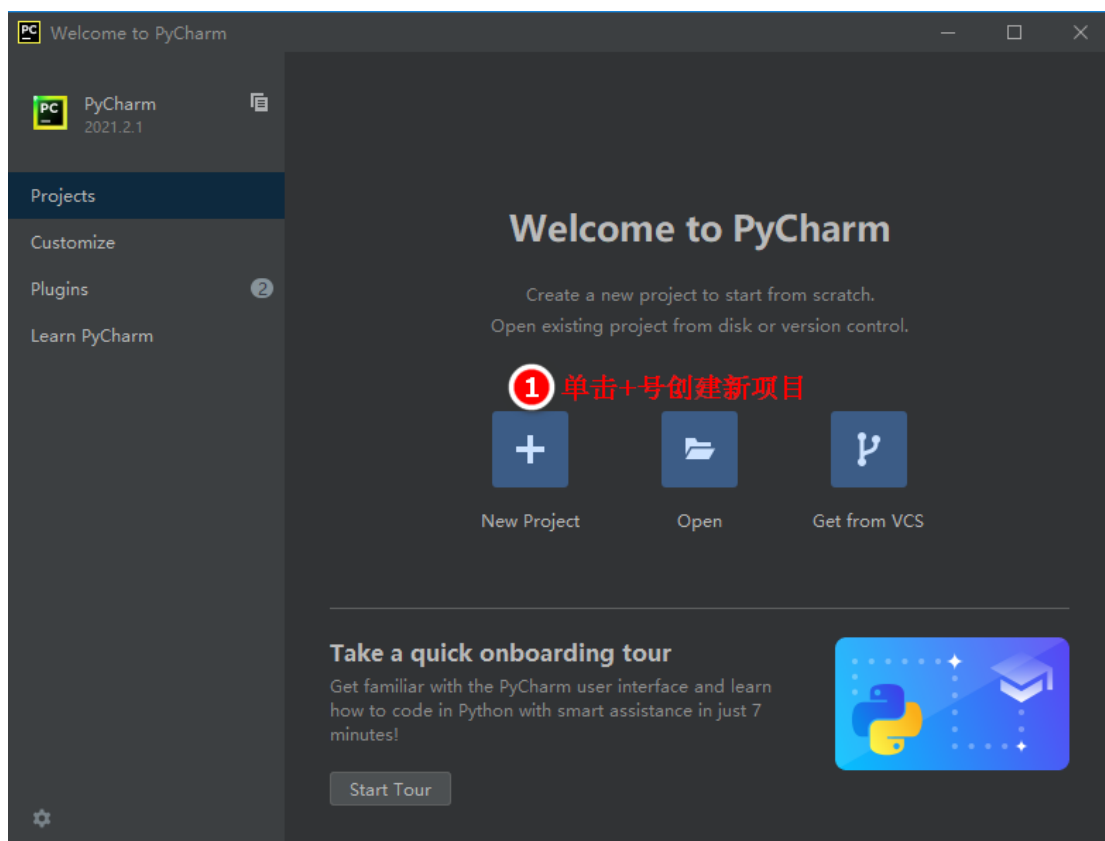 PC Welcome to PyCharm
PC PyCharm
2021.2.1
Projects
Customize
Plugins 2
Learn PyCharm
Welcome to PyCharm
Create a new project to start from scratch.
Open existing project from disk or version control.
1 单击+号创建新项目
New Project Open Get from VCS
Take a quick onboarding tour
Get familiar with the PyCharm user interface and learn
how to code in Python with smart assistance in just 7
minutes!
Start Tour